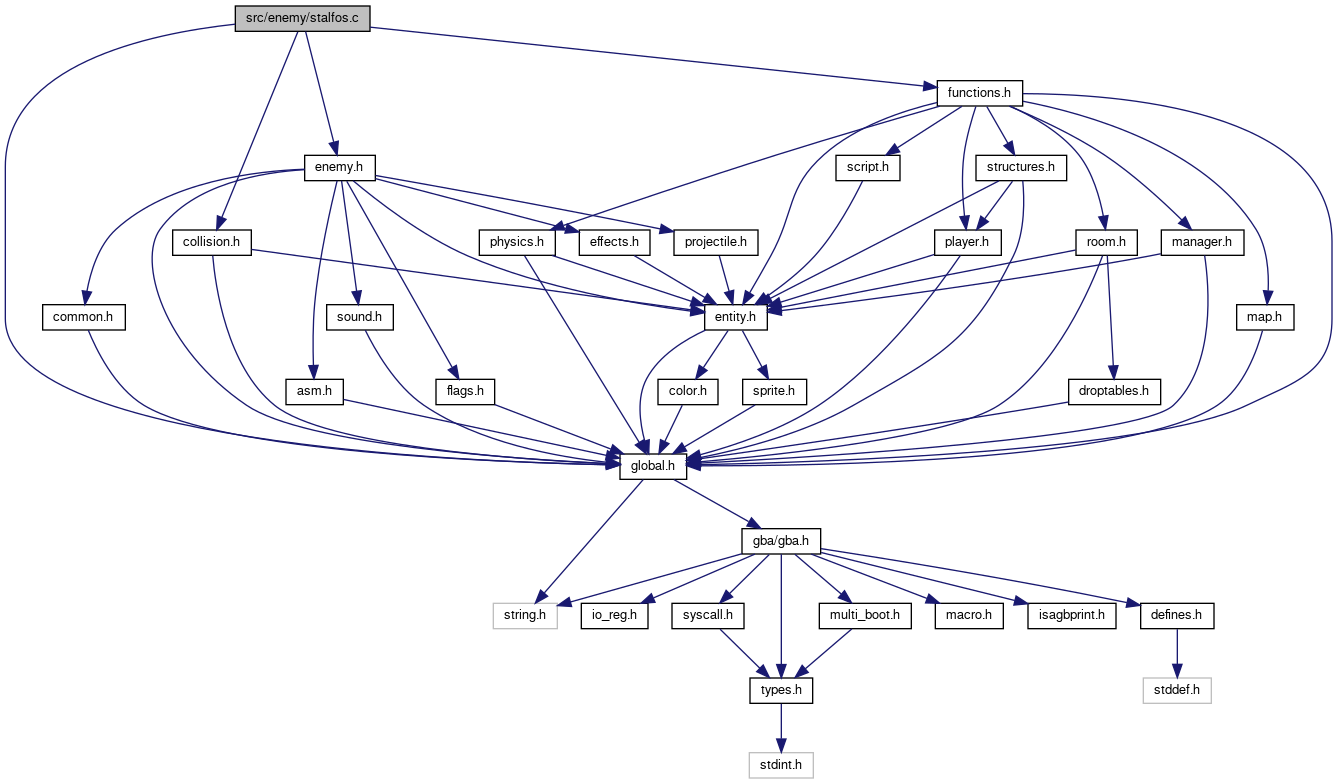 src/enemy/stalfos.c
functions.h
enemy.h
script.h
structures.h
collision.h
physics.h
effects.h
projectile.h
player.h
room.h
manager.h
common.h
sound.h
entity.h
map.h
asm.h
flags.h
color.h
sprite.h
droptables.h
global.h
gba/gba.h
string.h
io_reg.h
syscall.h
multi_boot.h
macro.h
isagbprint.h
defines.h
types.h
stddef.h
stdint.h